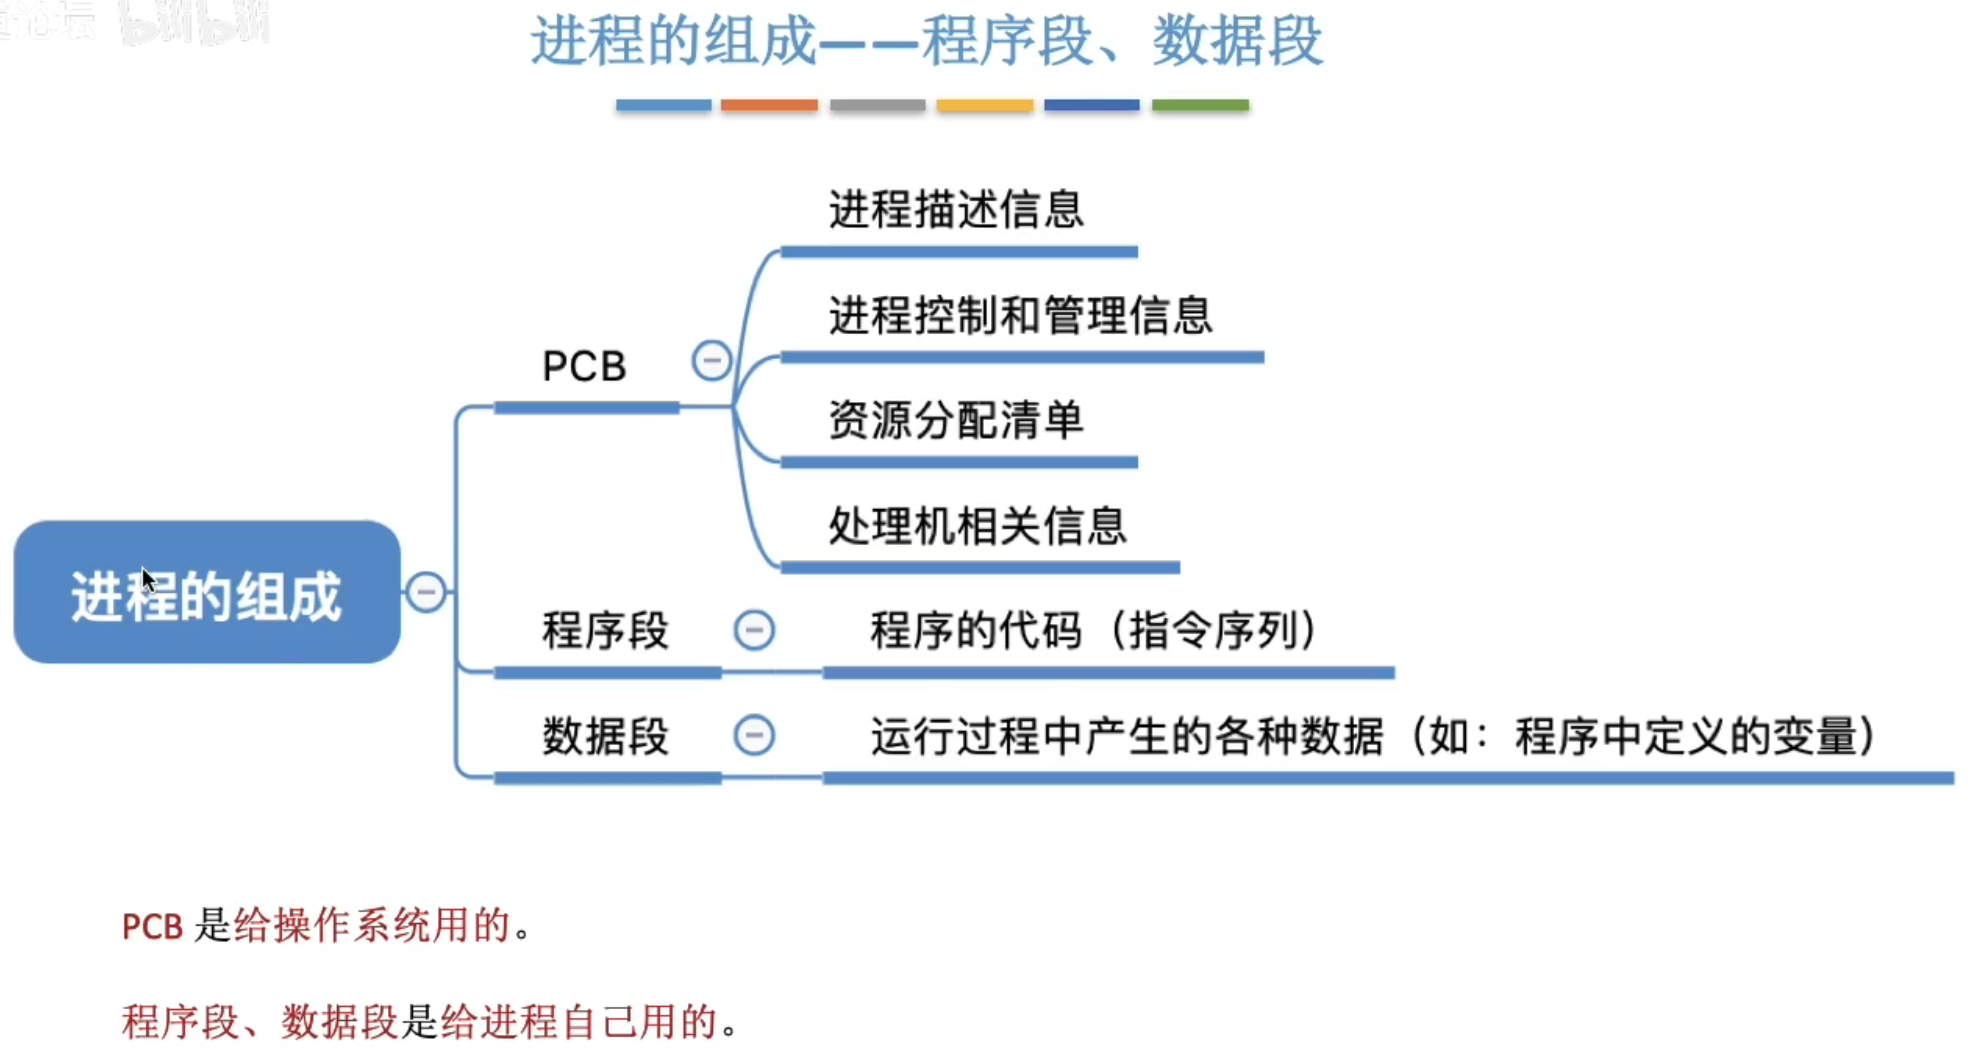 论坛 bilibili
进程的组成——程序段、数据段
进程描述信息
进程控制和管理信息
PCB
资源分配清单
处理机相关信息
进程的组成
程序段
程序的代码（指令序列）
数据段
运行过程中产生的各种数据（如：程序中定义的变量）
PCB 是给操作系统用的。
程序段、数据段是给进程自己用的。